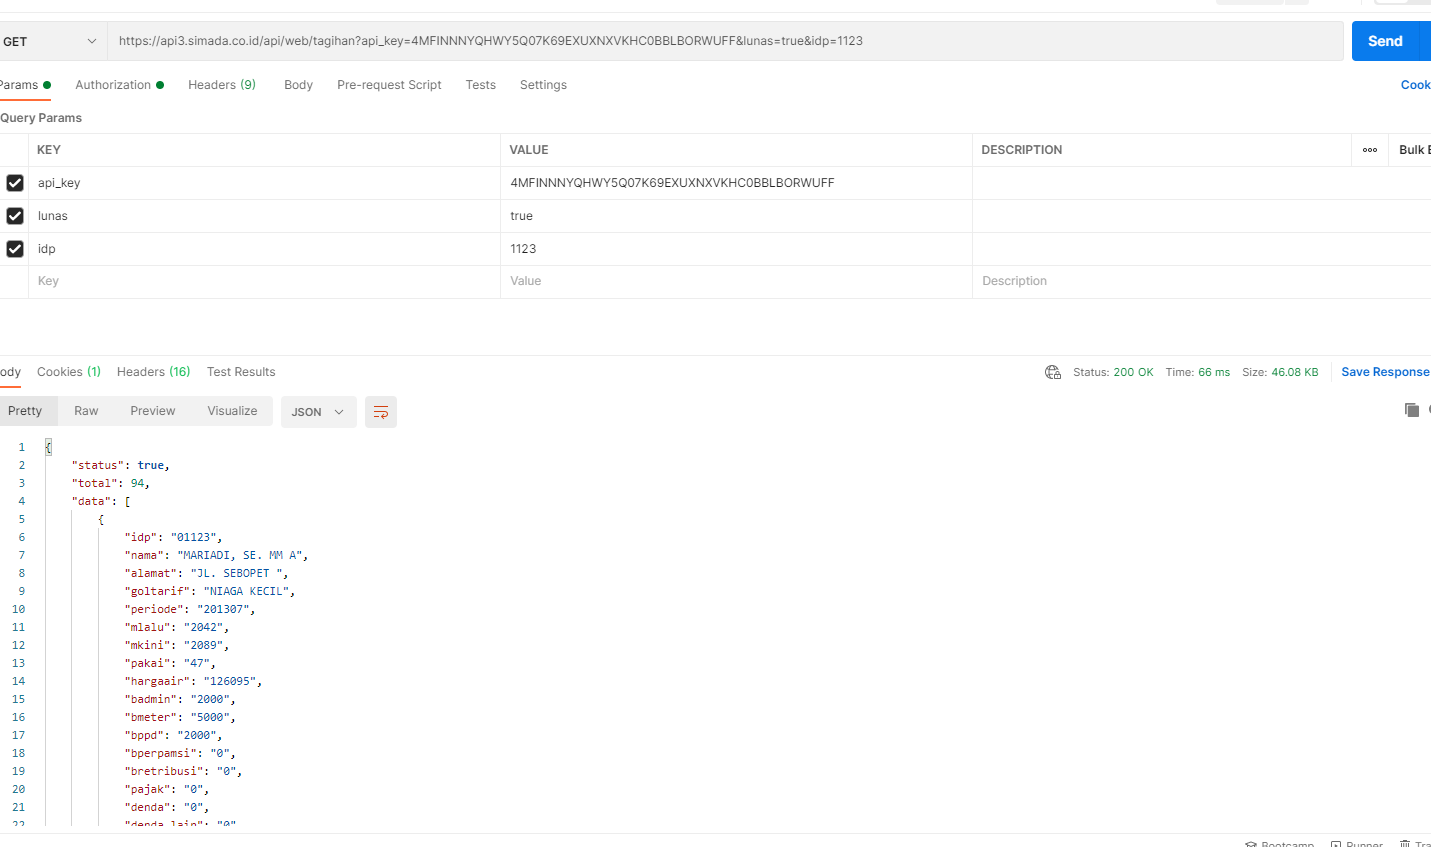 GET https://api3.simada.co.id/api/web/tagihan?api_key=4MFINNNYQHWY5Q07K69EXUXNXVKHC0BBLBORWUFF&lunas=true&idp=1123 Send
Params Authorization Headers (9) Body Pre-request Script Tests Settings Cook
Query Params
KEY VALUE DESCRIPTION Bulk E
api_key 4MFINNNYQHWY5Q07K69EXUXNXVKHC0BBLBORWUFF
lunas true
idp 1123
Key Value Description
ody Cookies (1) Headers (16) Test Results Status: 200 OK Time: 66 ms Size: 46.08 KB Save Response
Pretty Raw Preview Visualize JSON
1 {
2 "status": true,
3 "total": 94,
4 "data": [
5 {
6 "idp": "01123",
7 "nama": "MARIADI, SE. MM A",
8 "alamat": "JL. SEBOPET ",
9 "goltarif": "NIAGA KECIL",
10 "periode": "201307",
11 "mlalu": "2042",
12 "mkini": "2089",
13 "pakai": "47",
14 "hargaair": "126095",
15 "badmin": "2000",
16 "bmeter": "5000",
17 "bppd": "2000",
18 "bperpamsi": "0",
19 "bretribusi": "0",
20 "pajak": "0",
21 "denda": "0",
22 "denda_lain": "0"
Bootcamp Runner Tra